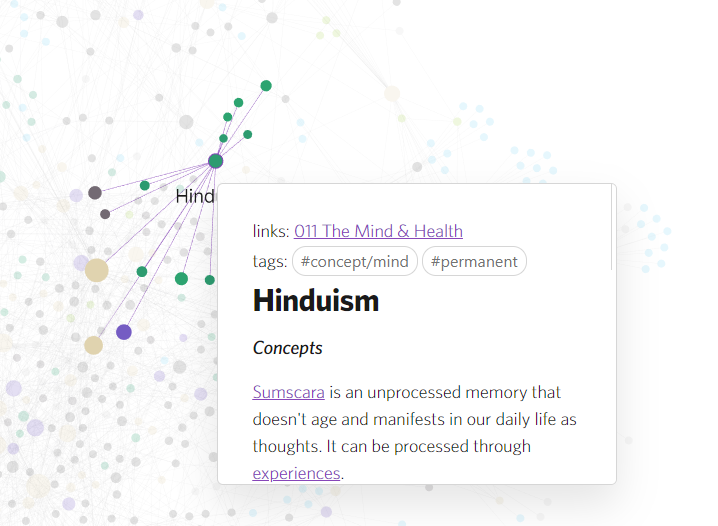 Hind
links: 011 The Mind & Health
tags: #concept/mind #permanent
Hinduism
Concepts
Sumscara is an unprocessed memory that
doesn't age and manifests in our daily life as
thoughts. It can be processed through
experiences.